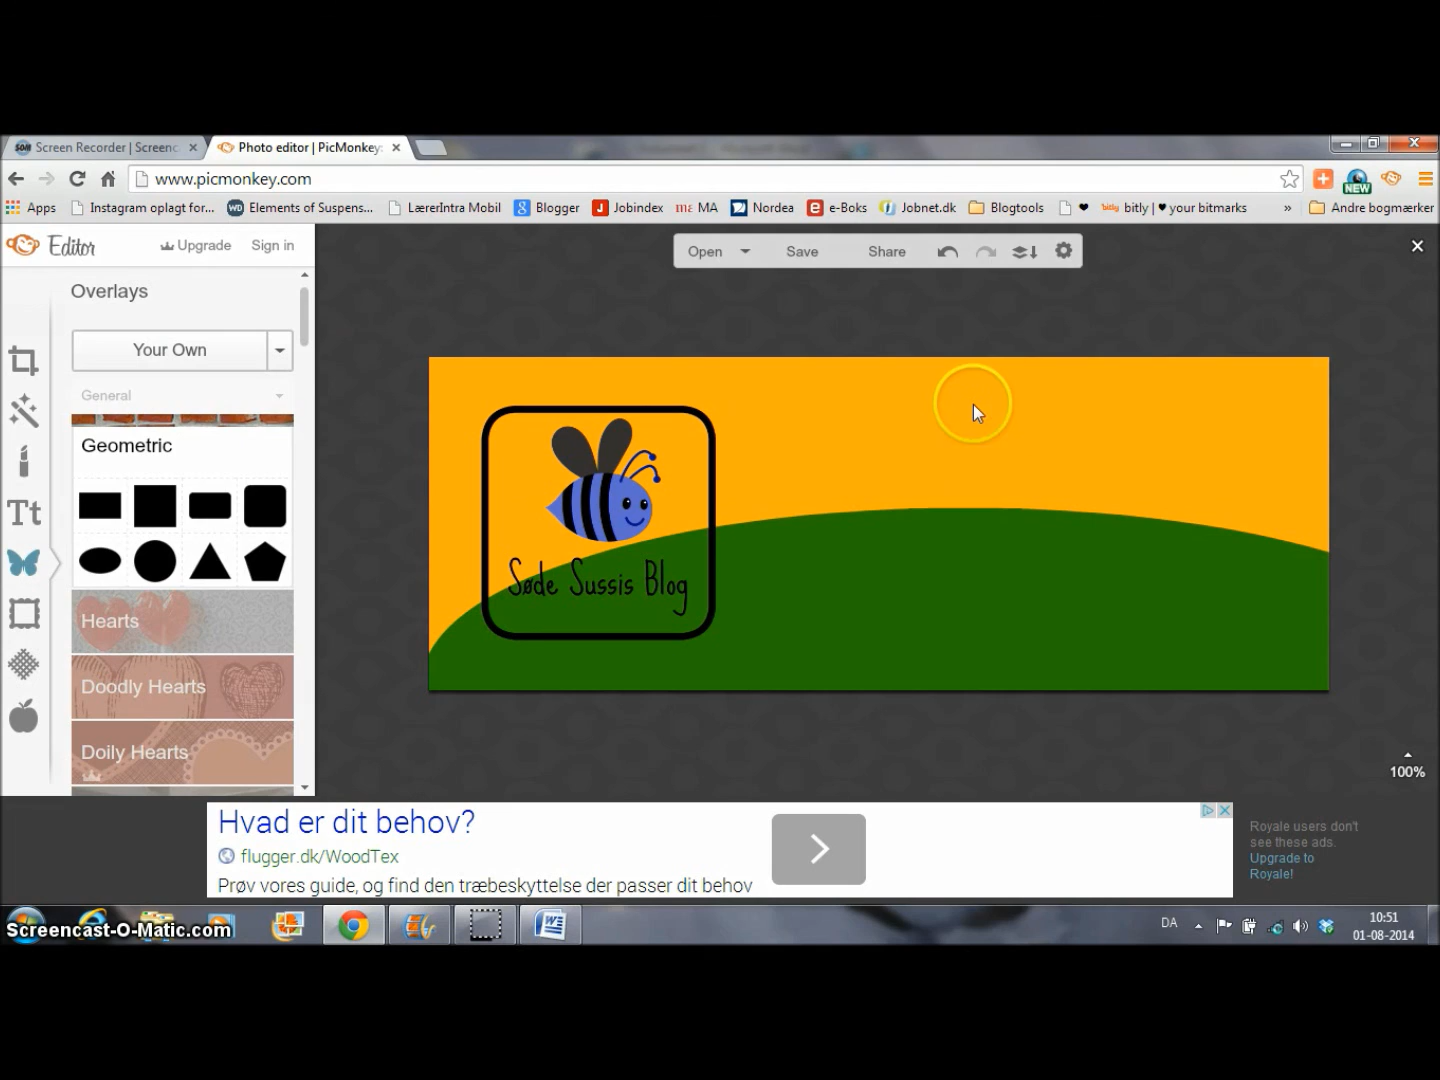 Screen Recorder | Screenc
Photo editor | PicMonkey:
www.picmonkey.com
NEW
Apps
Instagram oplagt for...
WD
Elements of Suspens...
LærerIntra Mobil
Blogger
Jobindex
MA
Nordea
e-Boks
Jobnet.dk
Blogtools
bitly
bitly | ♥ your bitmarks
»
Andre bogmærker
Editor
Upgrade
Sign in
Open
Save
Share
Overlays
Your Own
General
Geometric
Tt
Hearts
Doodly Hearts
Doily Hearts
Søde Sussis Blog
100%
Hvad er dit behov?
flugger.dk/WoodTex
Prøv vores guide, og find den træbeskyttelse der passer dit behov
Royale users don't
see these ads.
Upgrade to
Royale!
Screencast-O-Matic.com
DA
10:51
01-08-2014